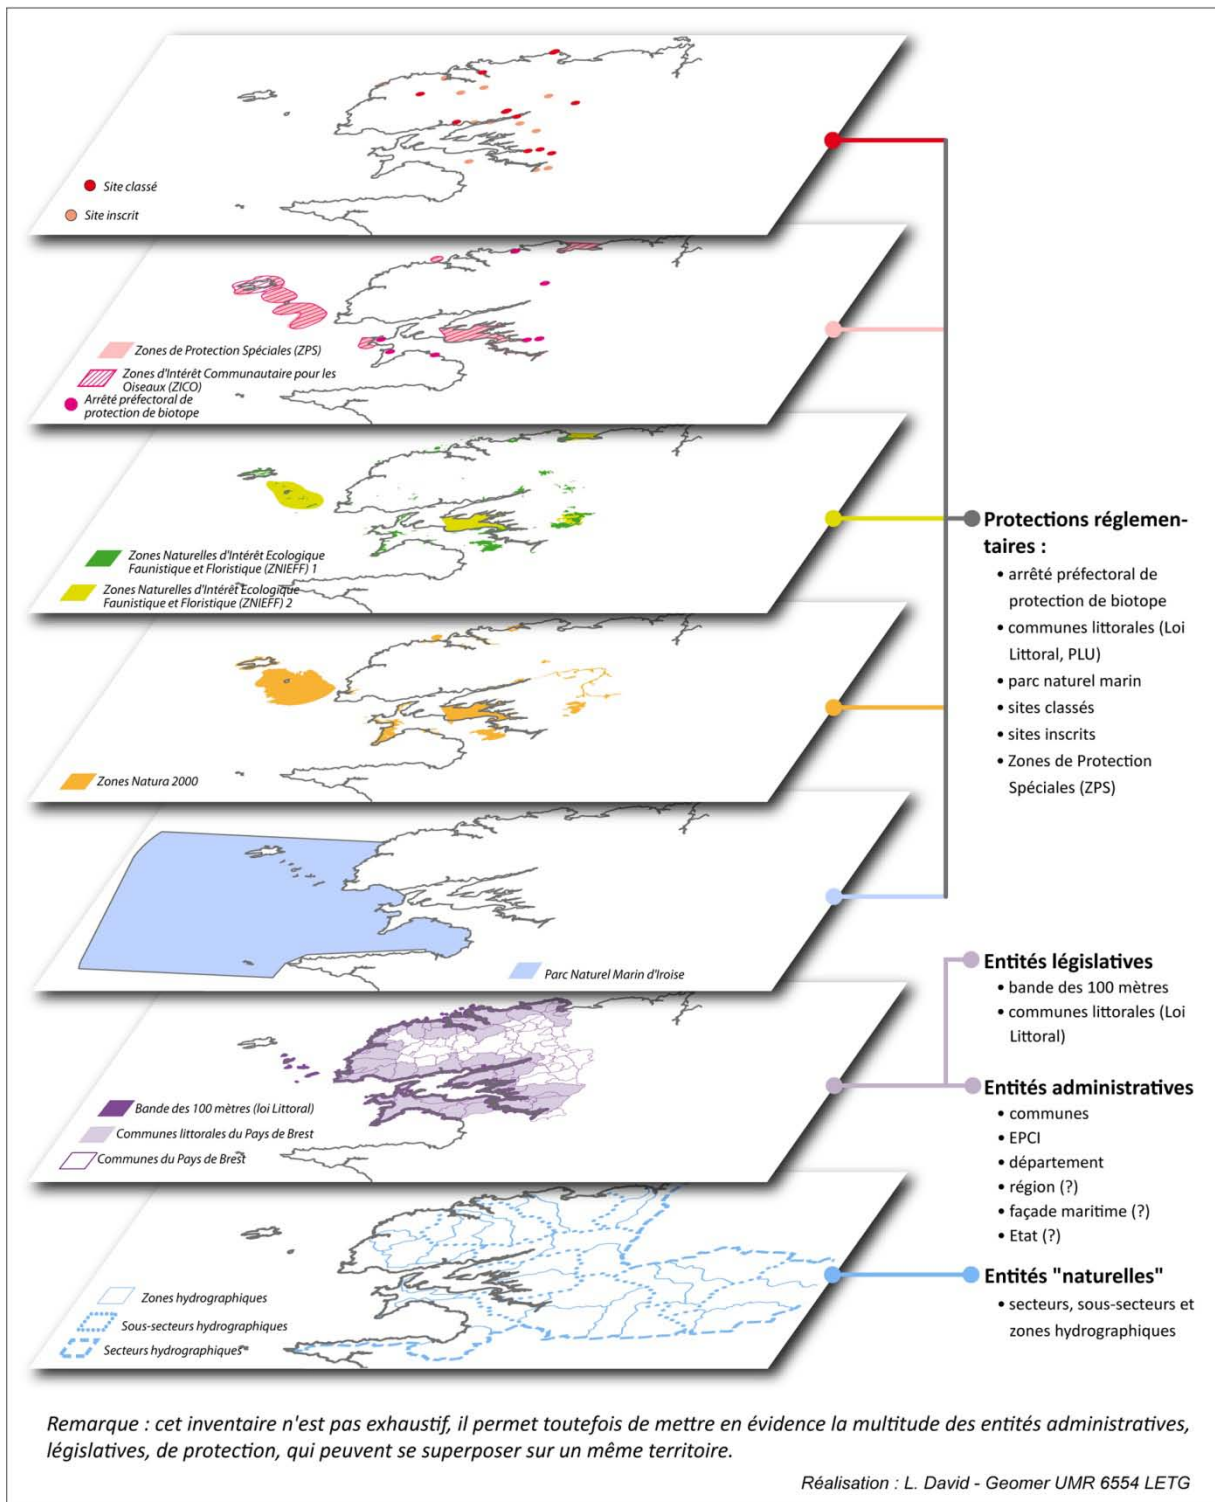 Site classé
Site inscrit
Zones de Protection Spéciales (ZPS)
Zones d'Intérêt Communautaire pour les
Oiseaux (ZICO)
Arrêté préfectoral de
protection de biotope
Zones Naturelles d'Intérêt Ecologique
Faunistique et Floristique (ZNIEFF) 1
Zones Naturelles d'Intérêt Ecologique
Faunistique et Floristique (ZNIEFF) 2
Zones Natura 2000
Parc Naturel Marin d'Iroise
Bande des 100 mètres (loi Littoral)
Communes littorales du Pays de Brest
Communes du Pays de Brest
Zones hydrographiques
Sous-secteurs hydrographiques
Secteurs hydrographiques
Protections réglemen-
taires :
• arrêté préfectoral de
protection de biotope
• communes littorales (Loi
Littoral, PLU)
• parc naturel marin
• sites classés
• sites inscrits
• Zones de Protection
Spéciales (ZPS)
Entités législatives
• bande des 100 mètres
• communes littorales (Loi
Littoral)
Entités administratives
• communes
• EPCI
• département
• région (?)
• façade maritime (?)
• Etat (?)
Entités "naturelles"
• secteurs, sous-secteurs et
zones hydrographiques
Remarque : cet inventaire n'est pas exhaustif, il permet toutefois de mettre en évidence la multitude des entités administratives,
législatives, de protection, qui peuvent se superposer sur un même territoire.
Réalisation : L. David - Geomer UMR 6554 LETG